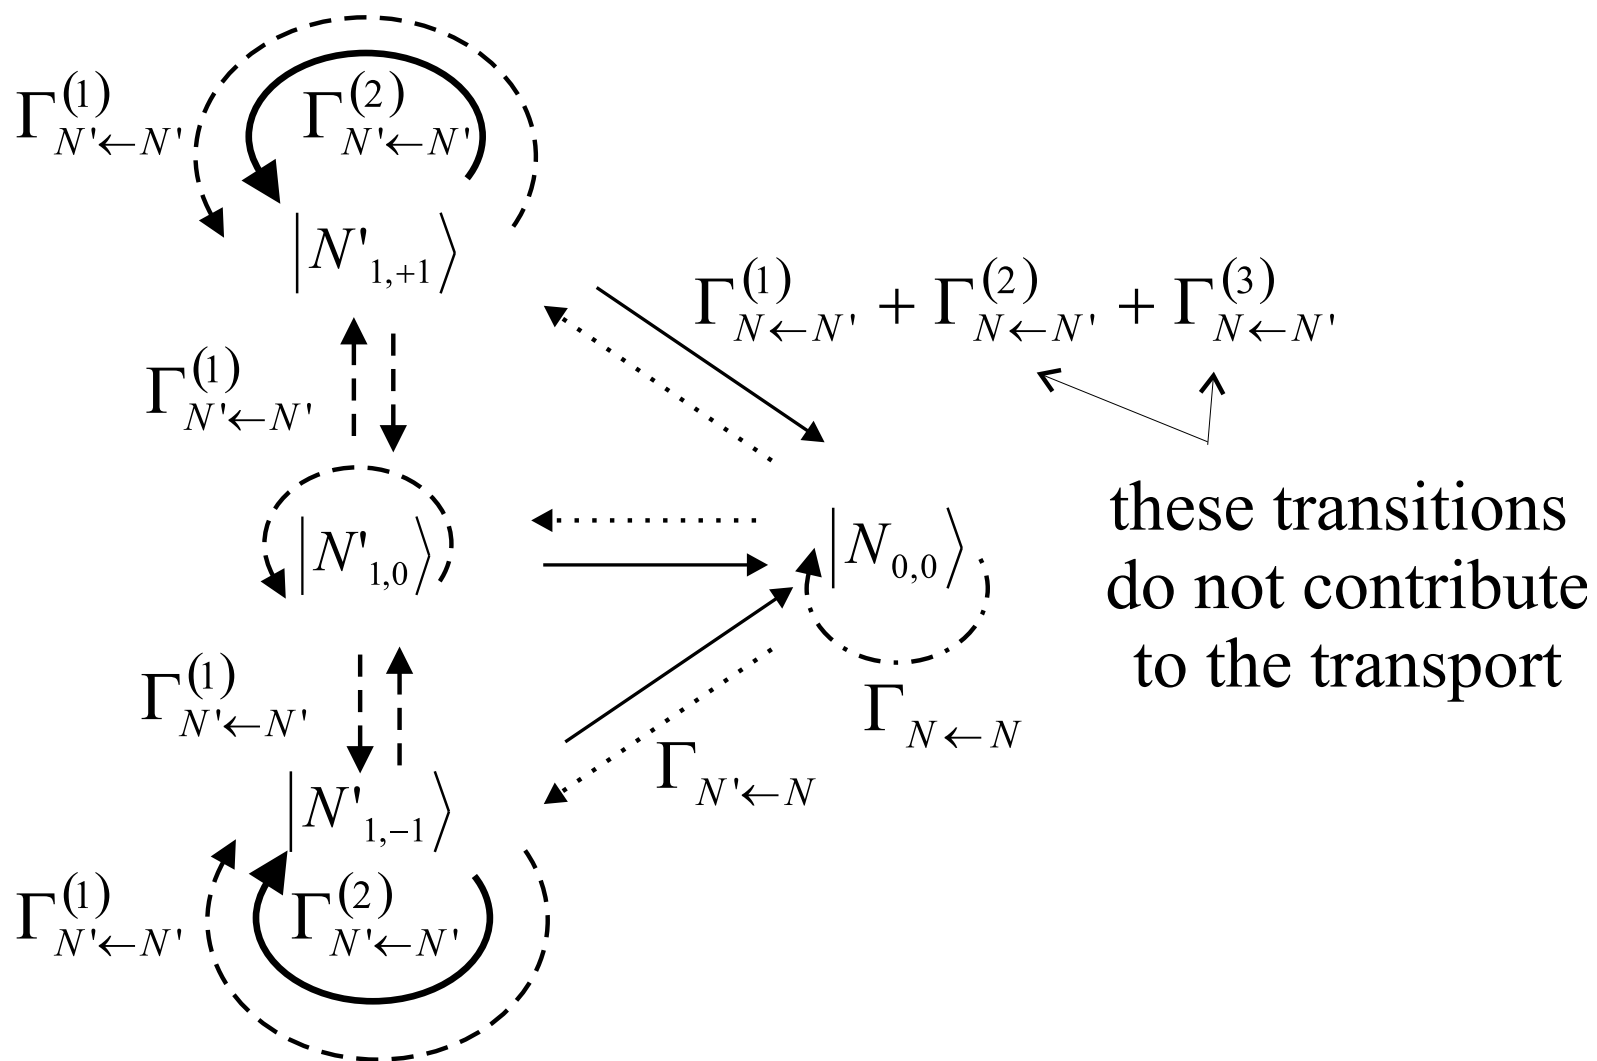 Γ^(1)_{N'←N'}
Γ^(2)_{N'←N'}
|N'_{1,+1}⟩
Γ^(1)_{N←N'} + Γ^(2)_{N←N'} + Γ^(3)_{N←N'}
Γ^(1)_{N'←N'}
these transitions
do not contribute
to the transport
|N'_{1,0}⟩
|N_{0,0}⟩
Γ^(1)_{N'←N'}
Γ_{N←N}
Γ_{N'←N}
|N'_{1,−1}⟩
Γ^(1)_{N'←N'}
Γ^(2)_{N'←N'}